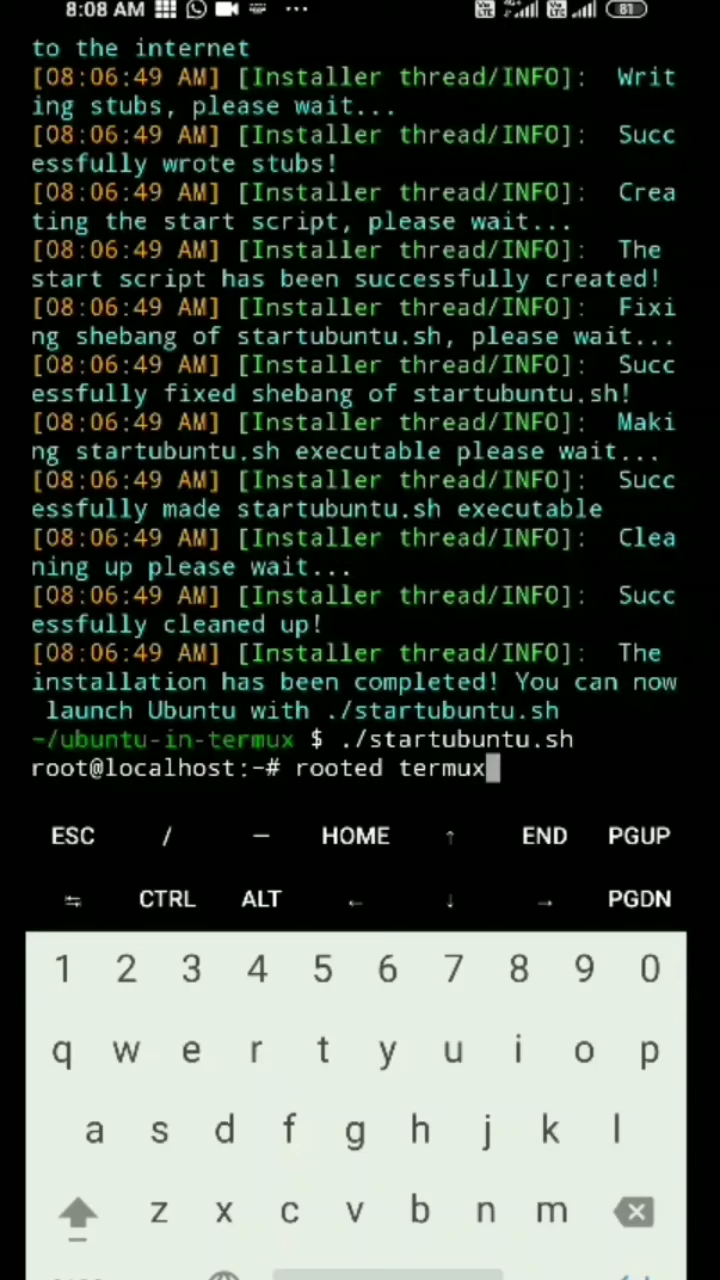 8:08 AM ... 81
to the internet
[08:06:49 AM] [Installer thread/INFO]:  Writ
ing stubs, please wait...
[08:06:49 AM] [Installer thread/INFO]:  Succ
essfully wrote stubs!
[08:06:49 AM] [Installer thread/INFO]:  Crea
ting the start script, please wait...
[08:06:49 AM] [Installer thread/INFO]:  The
start script has been successfully created!
[08:06:49 AM] [Installer thread/INFO]:  Fixi
ng shebang of startubuntu.sh, please wait...
[08:06:49 AM] [Installer thread/INFO]:  Succ
essfully fixed shebang of startubuntu.sh!
[08:06:49 AM] [Installer thread/INFO]:  Maki
ng startubuntu.sh executable please wait...
[08:06:49 AM] [Installer thread/INFO]:  Succ
essfully made startubuntu.sh executable
[08:06:49 AM] [Installer thread/INFO]:  Clea
ning up please wait...
[08:06:49 AM] [Installer thread/INFO]:  Succ
essfully cleaned up!
[08:06:49 AM] [Installer thread/INFO]:  The
installation has been completed! You can now
 launch Ubuntu with ./startubuntu.sh
~/ubuntu-in-termux $ ./startubuntu.sh
root@localhost:~# rooted termux
ESC / — HOME ↑ END PGUP
⇆ CTRL ALT ← ↓ → PGDN
1 2 3 4 5 6 7 8 9 0
q w e r t y u i o p
a s d f g h j k l
z x c v b n m